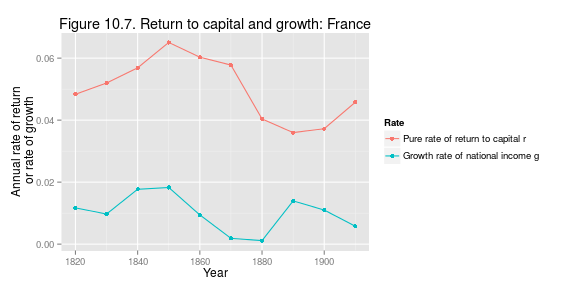 Figure 10.7. Return to capital and growth: France
Annual rate of return
or rate of growth
0.06
0.04
0.02
0.00
1820
1840
1860
1880
1900
Year
Rate
Pure rate of return to capital r
Growth rate of national income g